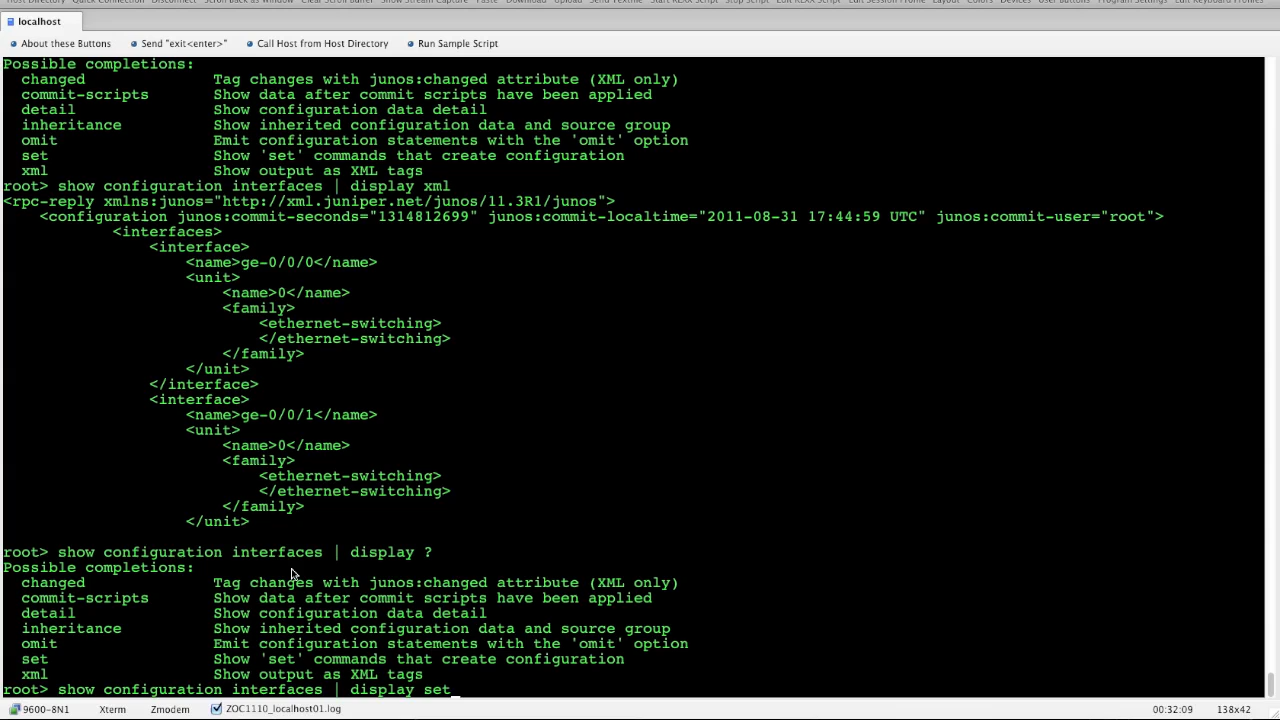 localhost
About these Buttons Send "exit<enter>" Call Host from Host Directory Run Sample Script
Possible completions:
changed Tag changes with junos:changed attribute (XML only)
commit-scripts Show data after commit scripts have been applied
detail Show configuration data detail
inheritance Show inherited configuration data and source group
omit Emit configuration statements with the 'omit' option
set Show 'set' commands that create configuration
xml Show output as XML tags
root> show configuration interfaces | display xml
<rpc-reply xmlns:junos="http://xml.juniper.net/junos/11.3R1/junos">
<configuration junos:commit-seconds="1314812699" junos:commit-localtime="2011-08-31 17:44:59 UTC" junos:commit-user="root">
<interfaces>
<interface>
<name>ge-0/0/0</name>
<unit>
<name>0</name>
<family>
<ethernet-switching>
</ethernet-switching>
</family>
</unit>
</interface>
<interface>
<name>ge-0/0/1</name>
<unit>
<name>0</name>
<family>
<ethernet-switching>
</ethernet-switching>
</family>
</unit>
root> show configuration interfaces | display ?
Possible completions:
changed Tag changes with junos:changed attribute (XML only)
commit-scripts Show data after commit scripts have been applied
detail Show configuration data detail
inheritance Show inherited configuration data and source group
omit Emit configuration statements with the 'omit' option
set Show 'set' commands that create configuration
xml Show output as XML tags
root> show configuration interfaces | display set_
9600-8N1 Xterm Zmodem ZOC1110_localhost01.log 00:32:09 138x42